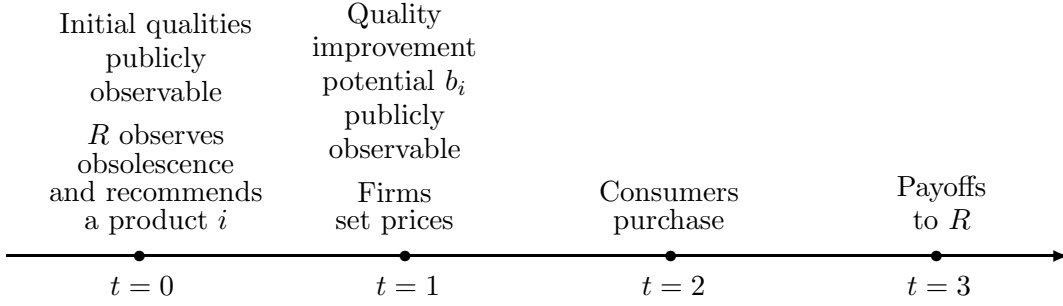 Initial qualities
publicly
observable
R observes
obsolescence
and recommends
a product i
Quality
improvement
potential b_i
publicly
observable
Firms
set prices
Consumers
purchase
Payoffs
to R
t = 0
t = 1
t = 2
t = 3